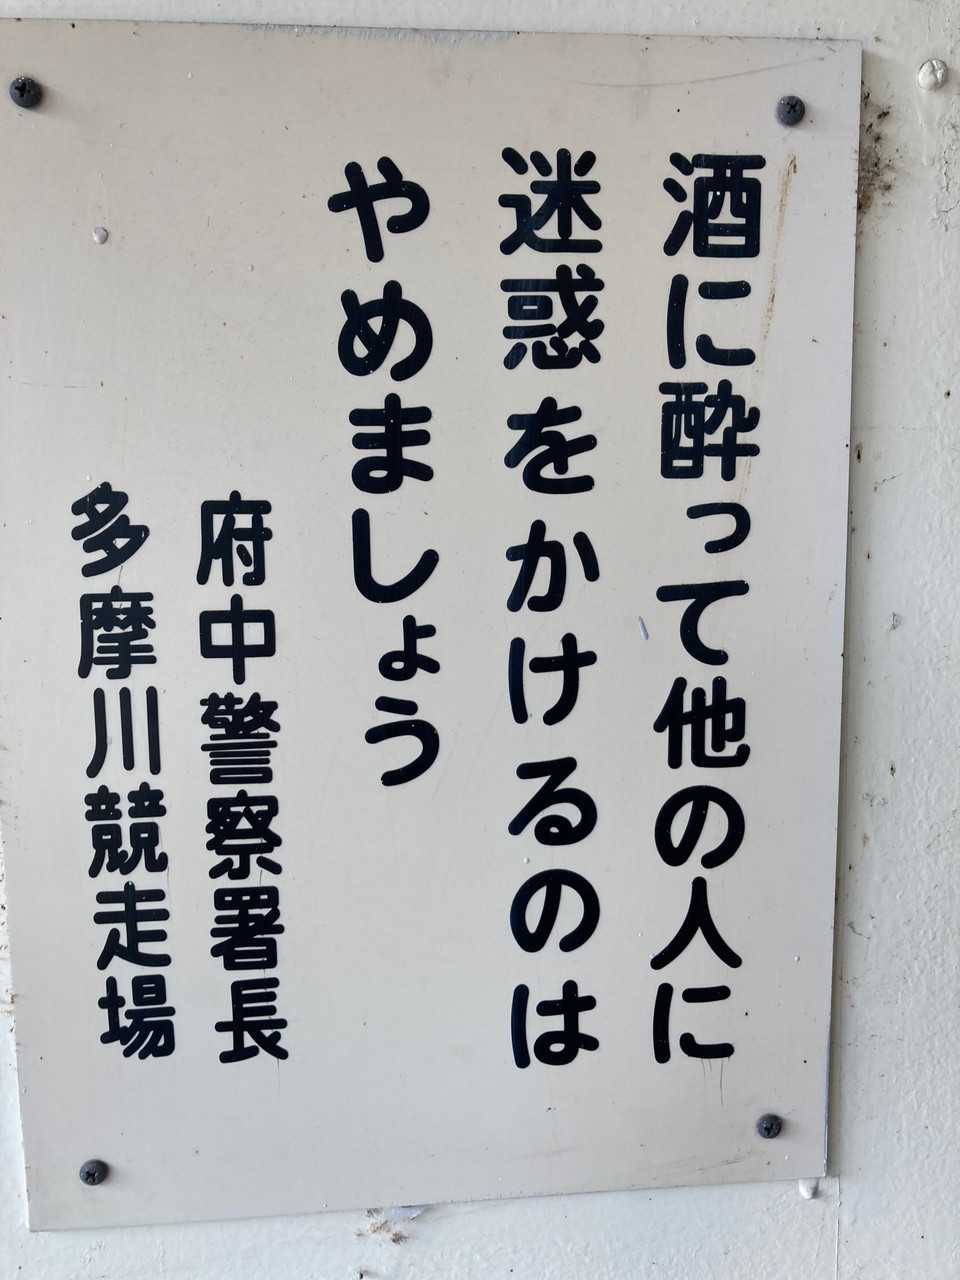 酒に酔って他の人に
迷惑をかけるのは
やめましょう
府中警察署長
多摩川競走場